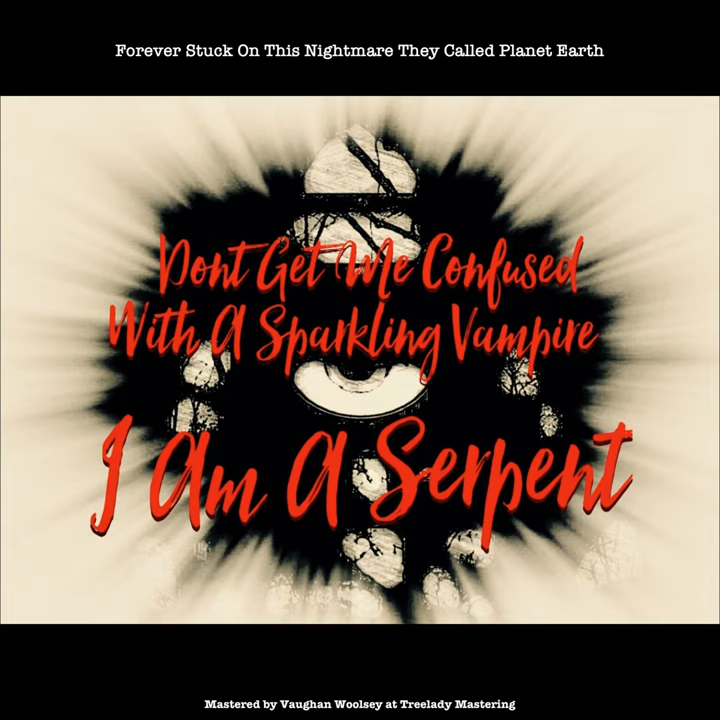 Forever Stuck On This Nightmare They Called Planet Earth
Dont Get Me Confused
With A Sparkling Vampire
I Am A Serpent
Mastered by Vaughan Woolsey at Treelady Mastering